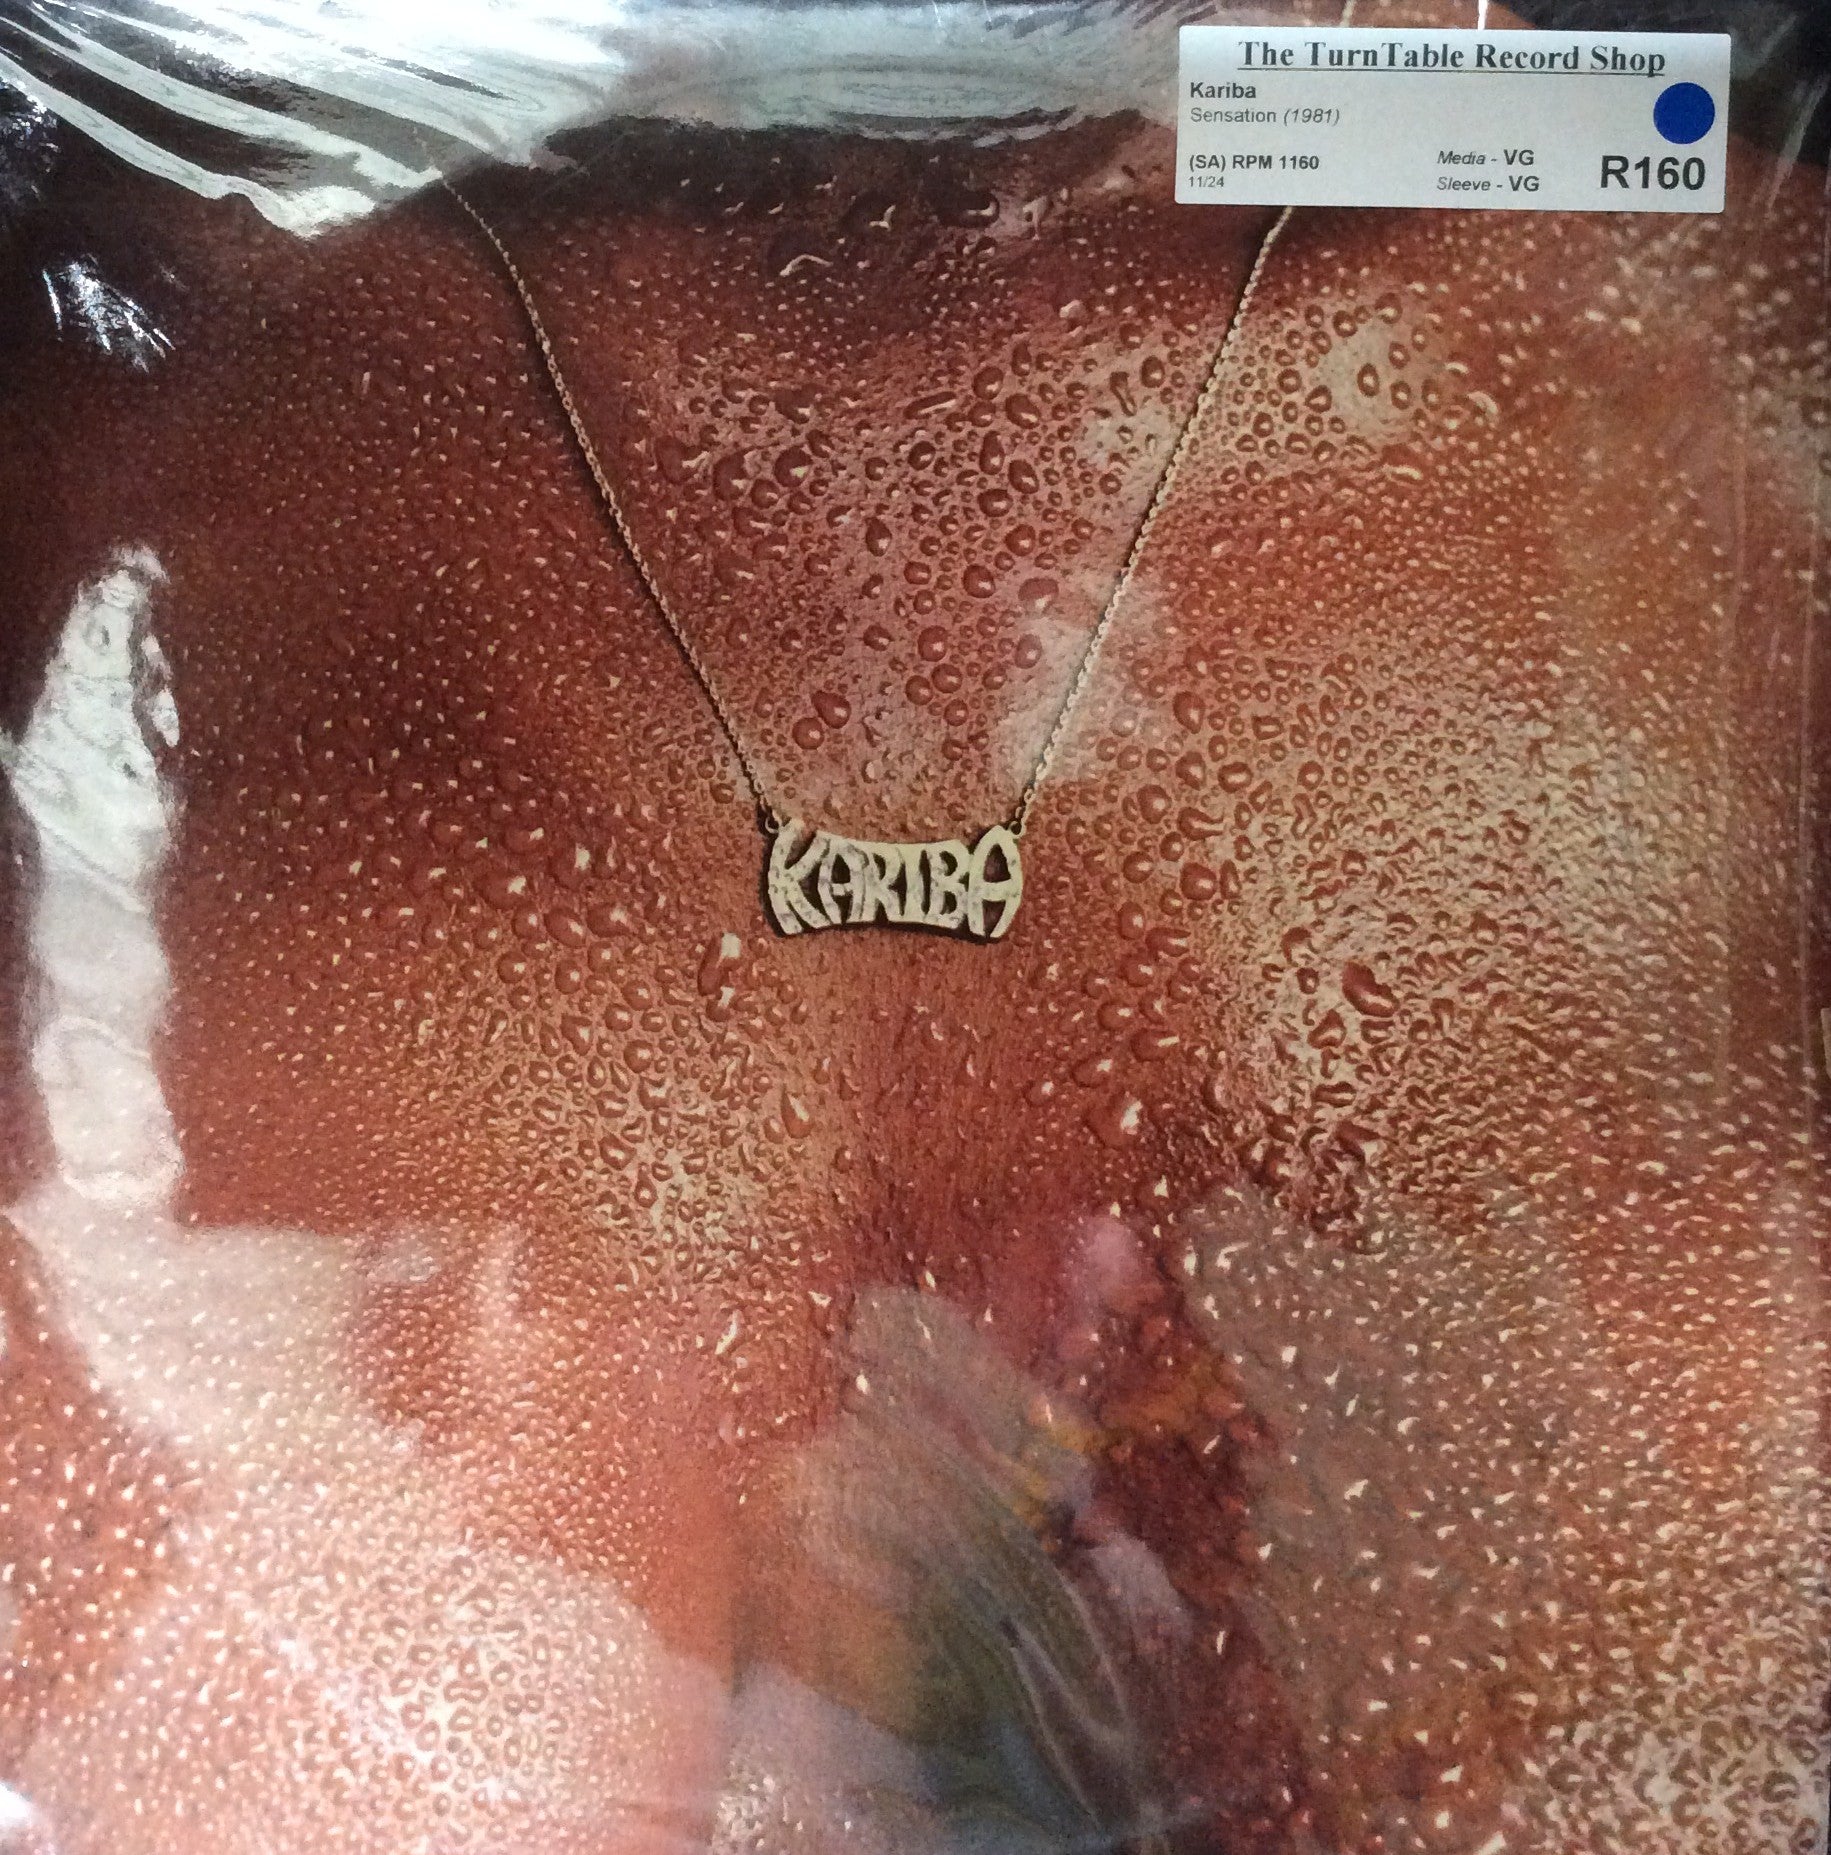 The TurnTable Record Shop
Kariba
Sensation (1981)
(SA) RPM 1160
11/24
Media - VG
Sleeve - VG
R160
KARIBA